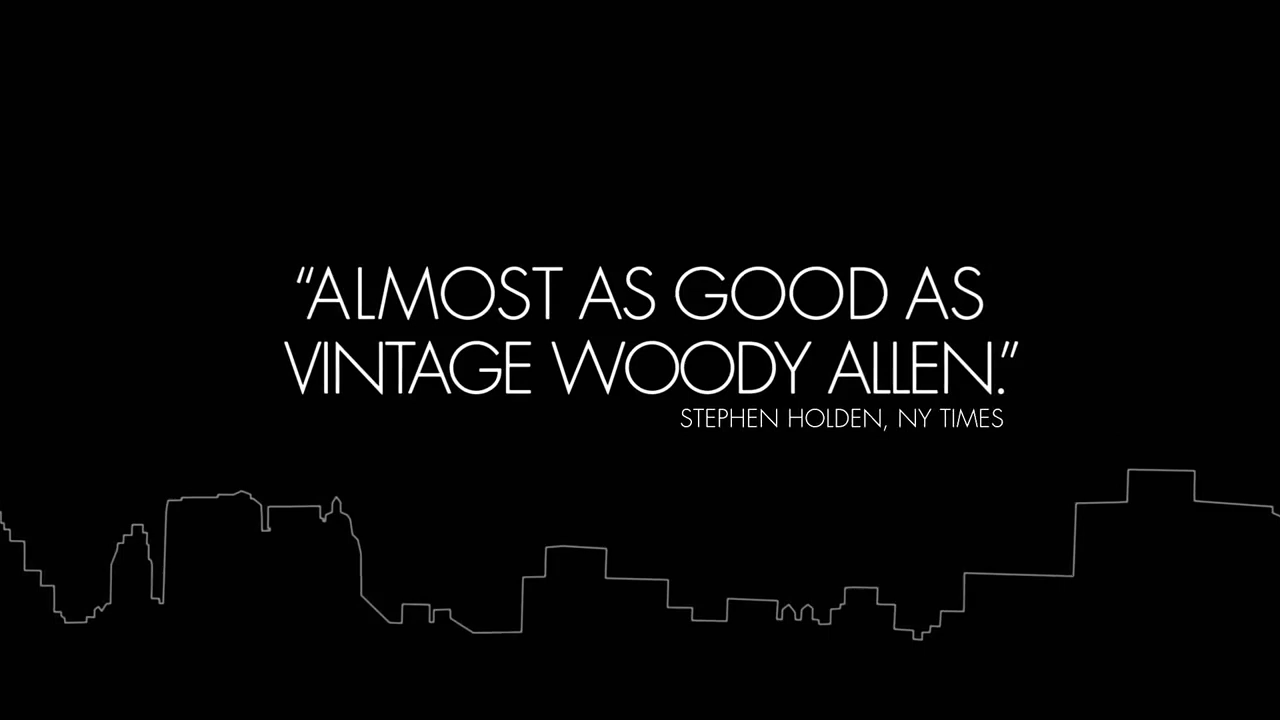 “ALMOST AS GOOD AS
VINTAGE WOODY ALLEN.”
STEPHEN HOLDEN, NY TIMES